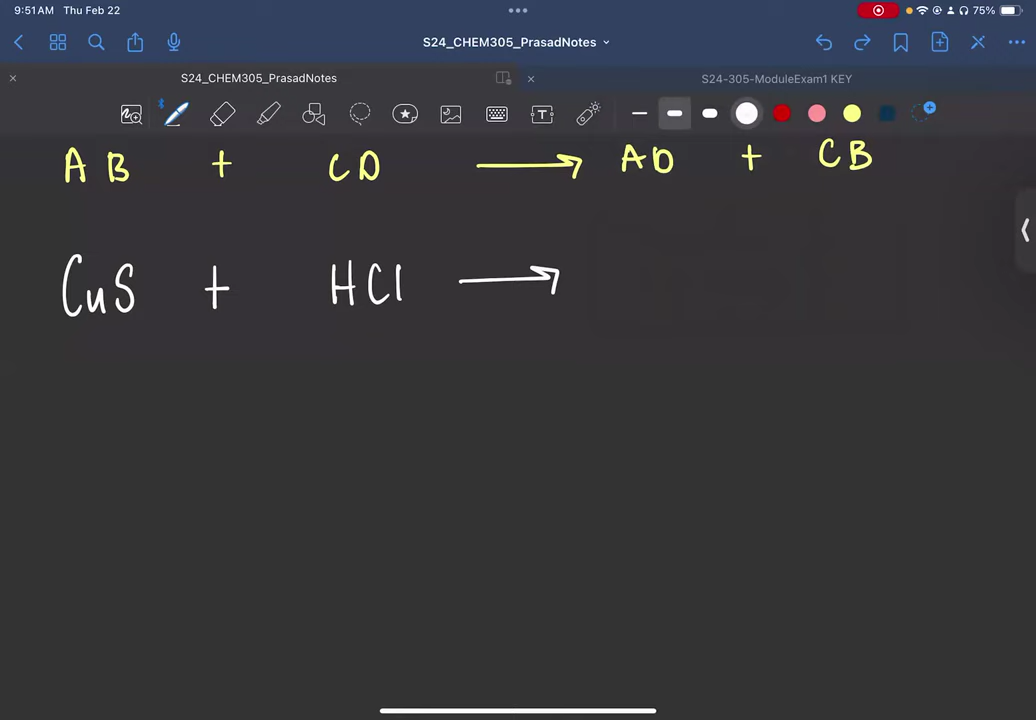 9:51 AM Thu Feb 22 75%
S24_CHEM305_PrasadNotes
S24_CHEM305_PrasadNotes S24-305-ModuleExam1 KEY
A B + C D ⟶ A D + C B
CuS + HCl ⟶